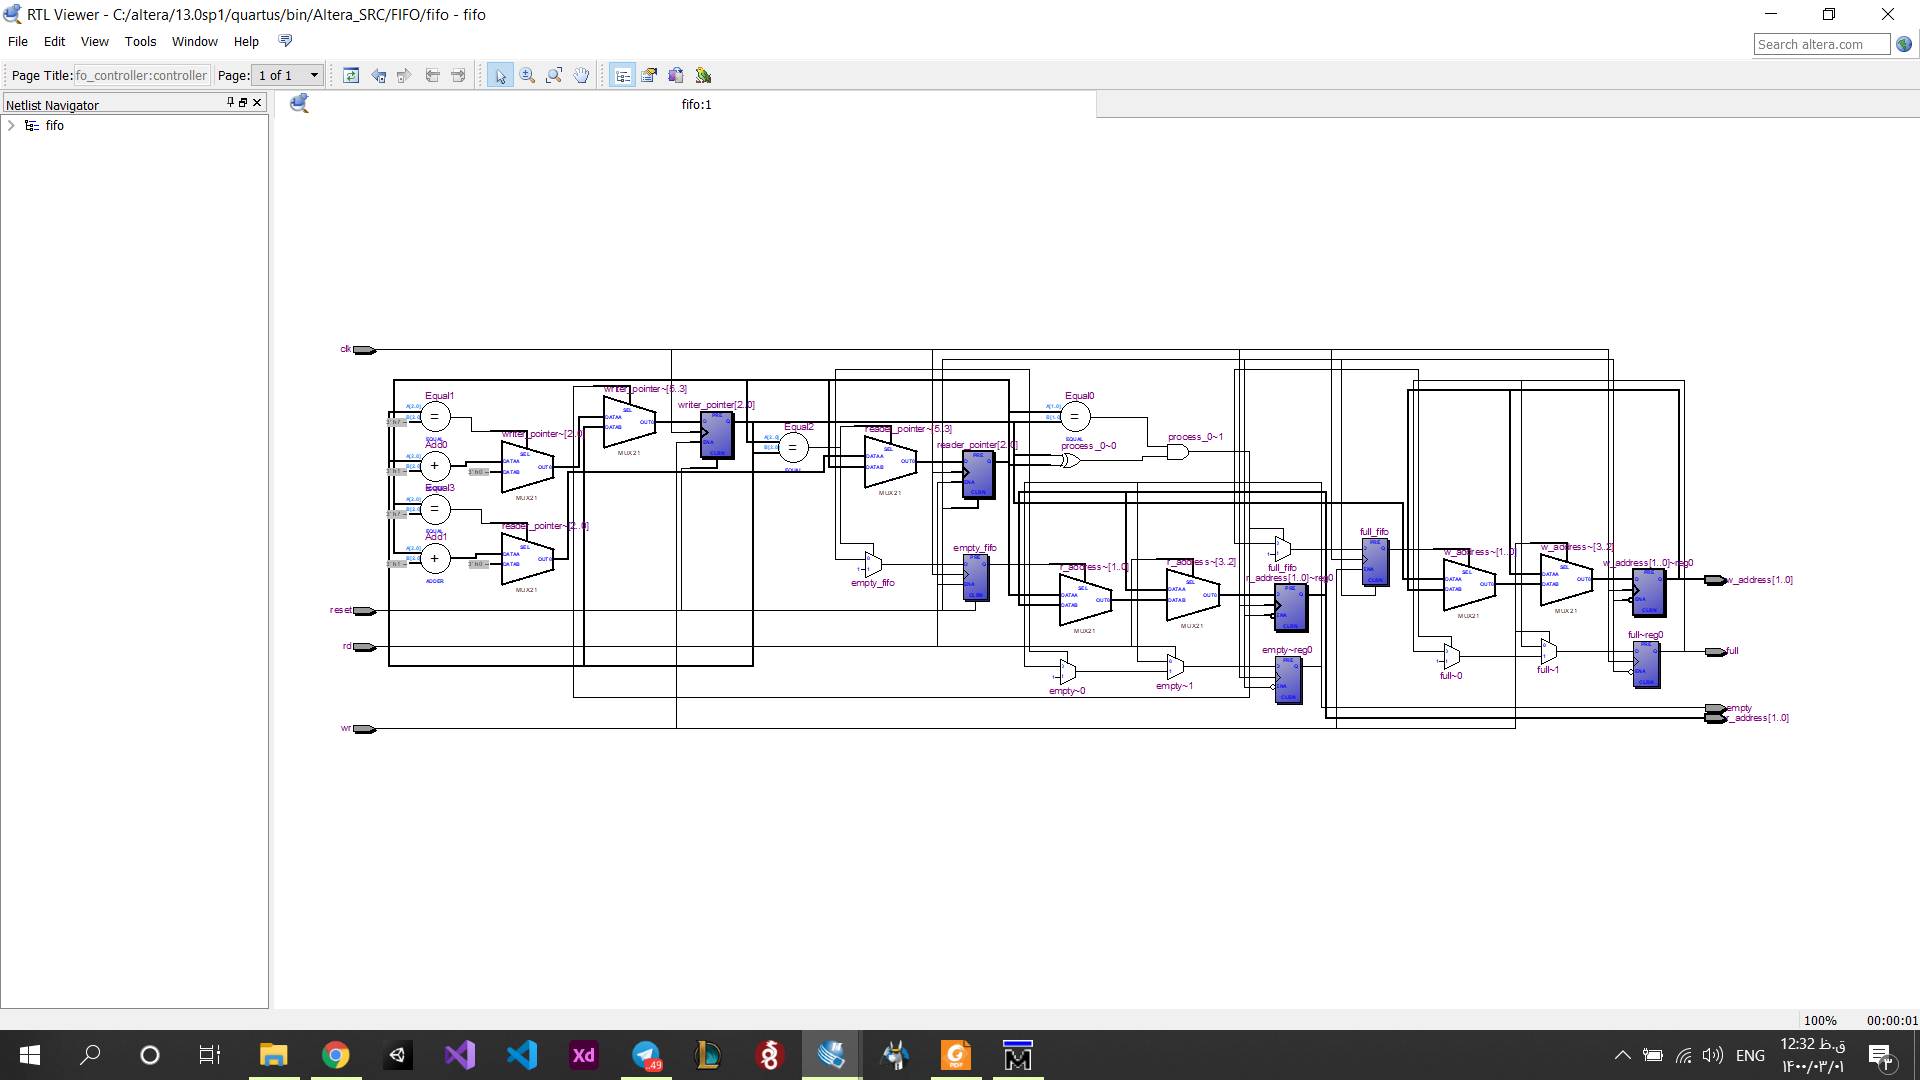 RTL Viewer - C:/altera/13.0sp1/quartus/bin/Altera_SRC/FIFO/fifo - fifo
File Edit View Tools Window Help
Search altera.com
Page Title: fo_controller:controller Page: 1 of 1
Netlist Navigator
fifo
fifo:1
clk
Equal1
writer_pointer~[5..3]
writer_pointer[2..0]
Equal0
Equal2
reader_pointer~[5..3]
reader_pointer[2..0]
process_0~0
process_0~1
writer_pointer~[2..0]
Add0
MUX21
Equal3
reader_pointer~[2..0]
Add1
ADDER
MUX21
empty_fifo
empty_fifo
r_address~[1..0]
r_address~[3..2]
full_fifo
full_fifo
r_address[1..0]~reg0
w_address~[1..0]
w_address~[3..2]
w_address[1..0]~reg0
w_address[1..0]
reset
rd
empty~0
empty~1
empty~reg0
full~0
full~1
full~reg0
full
empty
r_address[1..0]
wr
100% 00:00:01
Xd
..49
PDF
M
ENG
12:32 ق.ظ
۱۴۰۰/۰۳/۰۱
۳